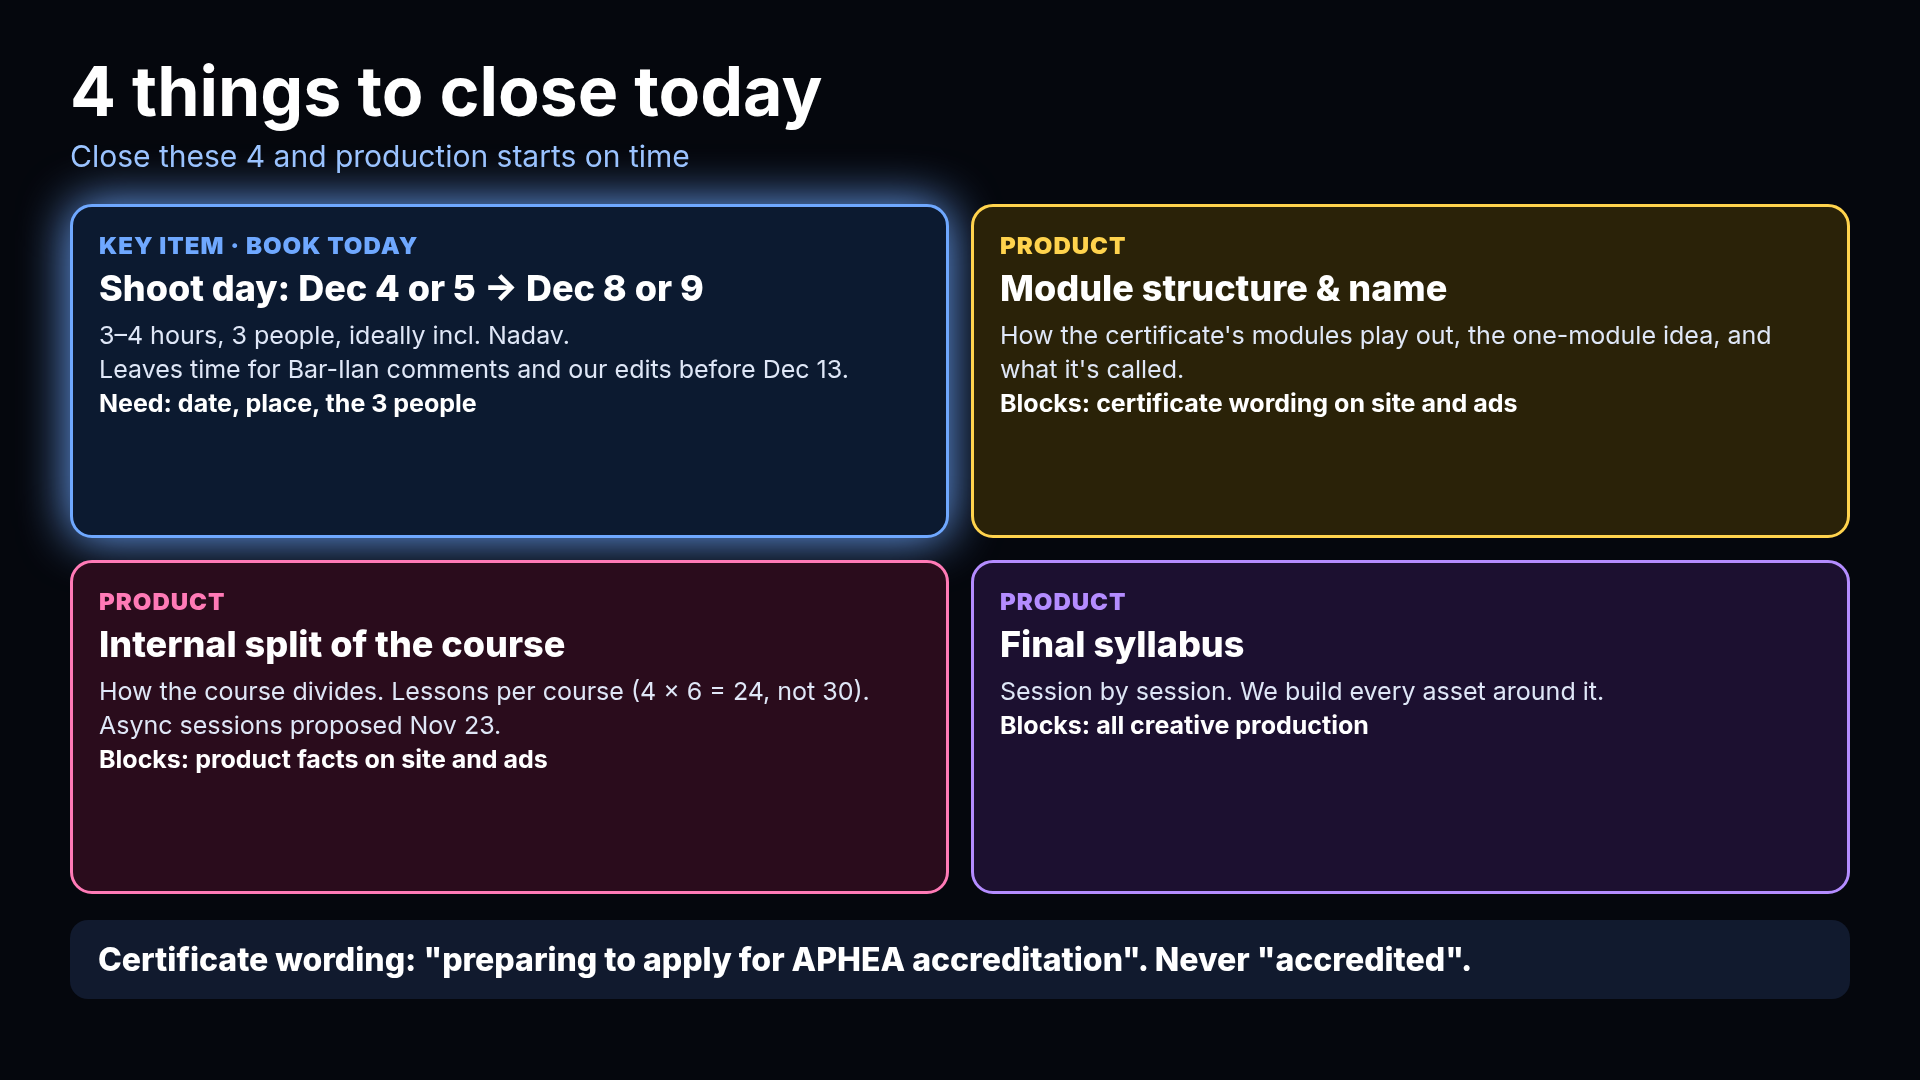 4 things to close today
Close these 4 and production starts on time
KEY ITEM · BOOK TODAY
Shoot day: Dec 4 or 5 → Dec 8 or 9
3–4 hours, 3 people, ideally incl. Nadav.
Leaves time for Bar-Ilan comments and our edits before Dec 13.
Need: date, place, the 3 people
PRODUCT
Module structure & name
How the certificate's modules play out, the one-module idea, and
what it's called.
Blocks: certificate wording on site and ads
PRODUCT
Internal split of the course
How the course divides. Lessons per course (4 × 6 = 24, not 30).
Async sessions proposed Nov 23.
Blocks: product facts on site and ads
PRODUCT
Final syllabus
Session by session. We build every asset around it.
Blocks: all creative production
Certificate wording: "preparing to apply for APHEA accreditation". Never "accredited".